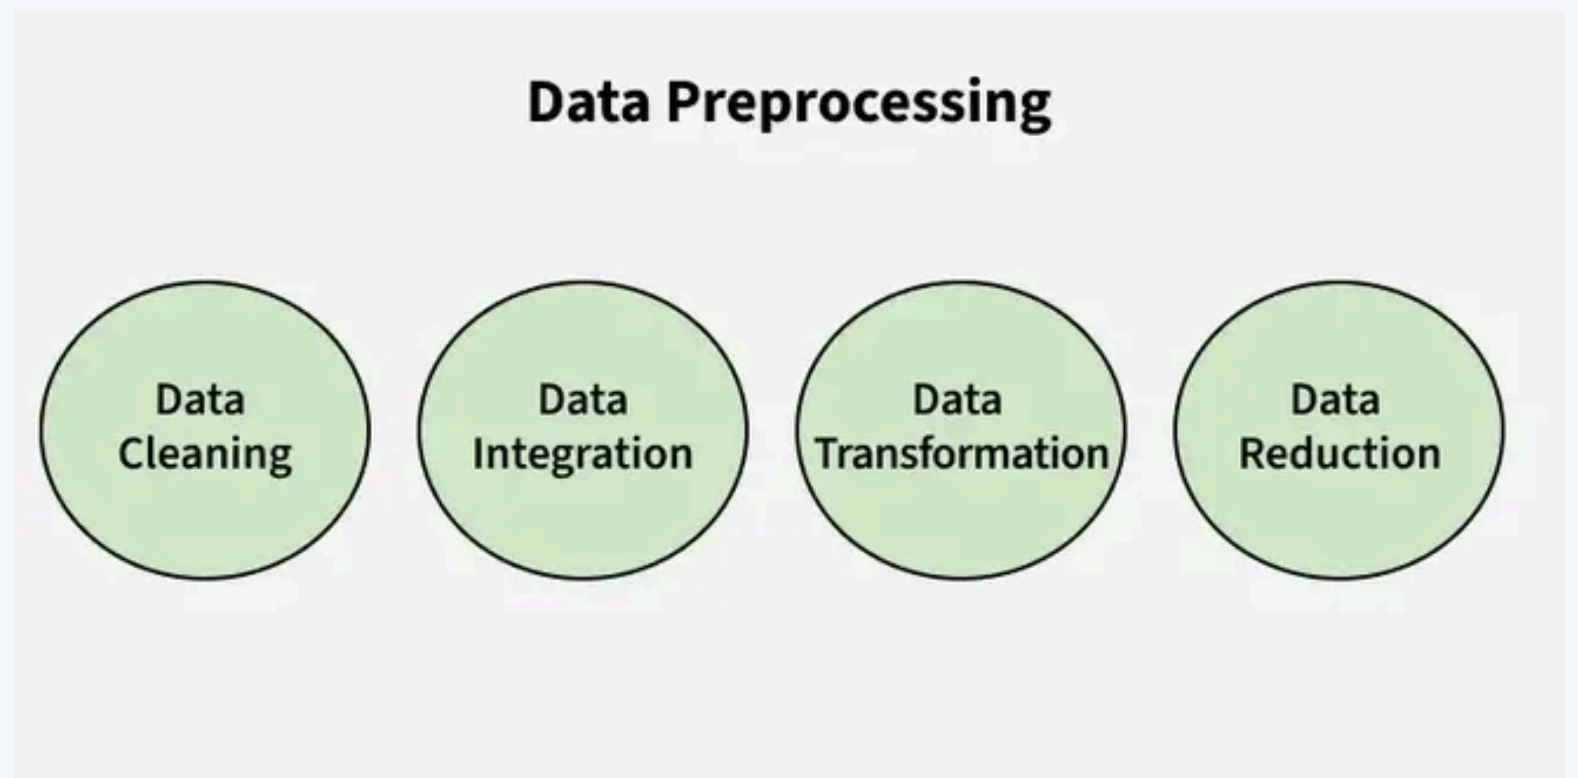 Data Preprocessing
Data
Cleaning
Data
Integration
Data
Transformation
Data
Reduction